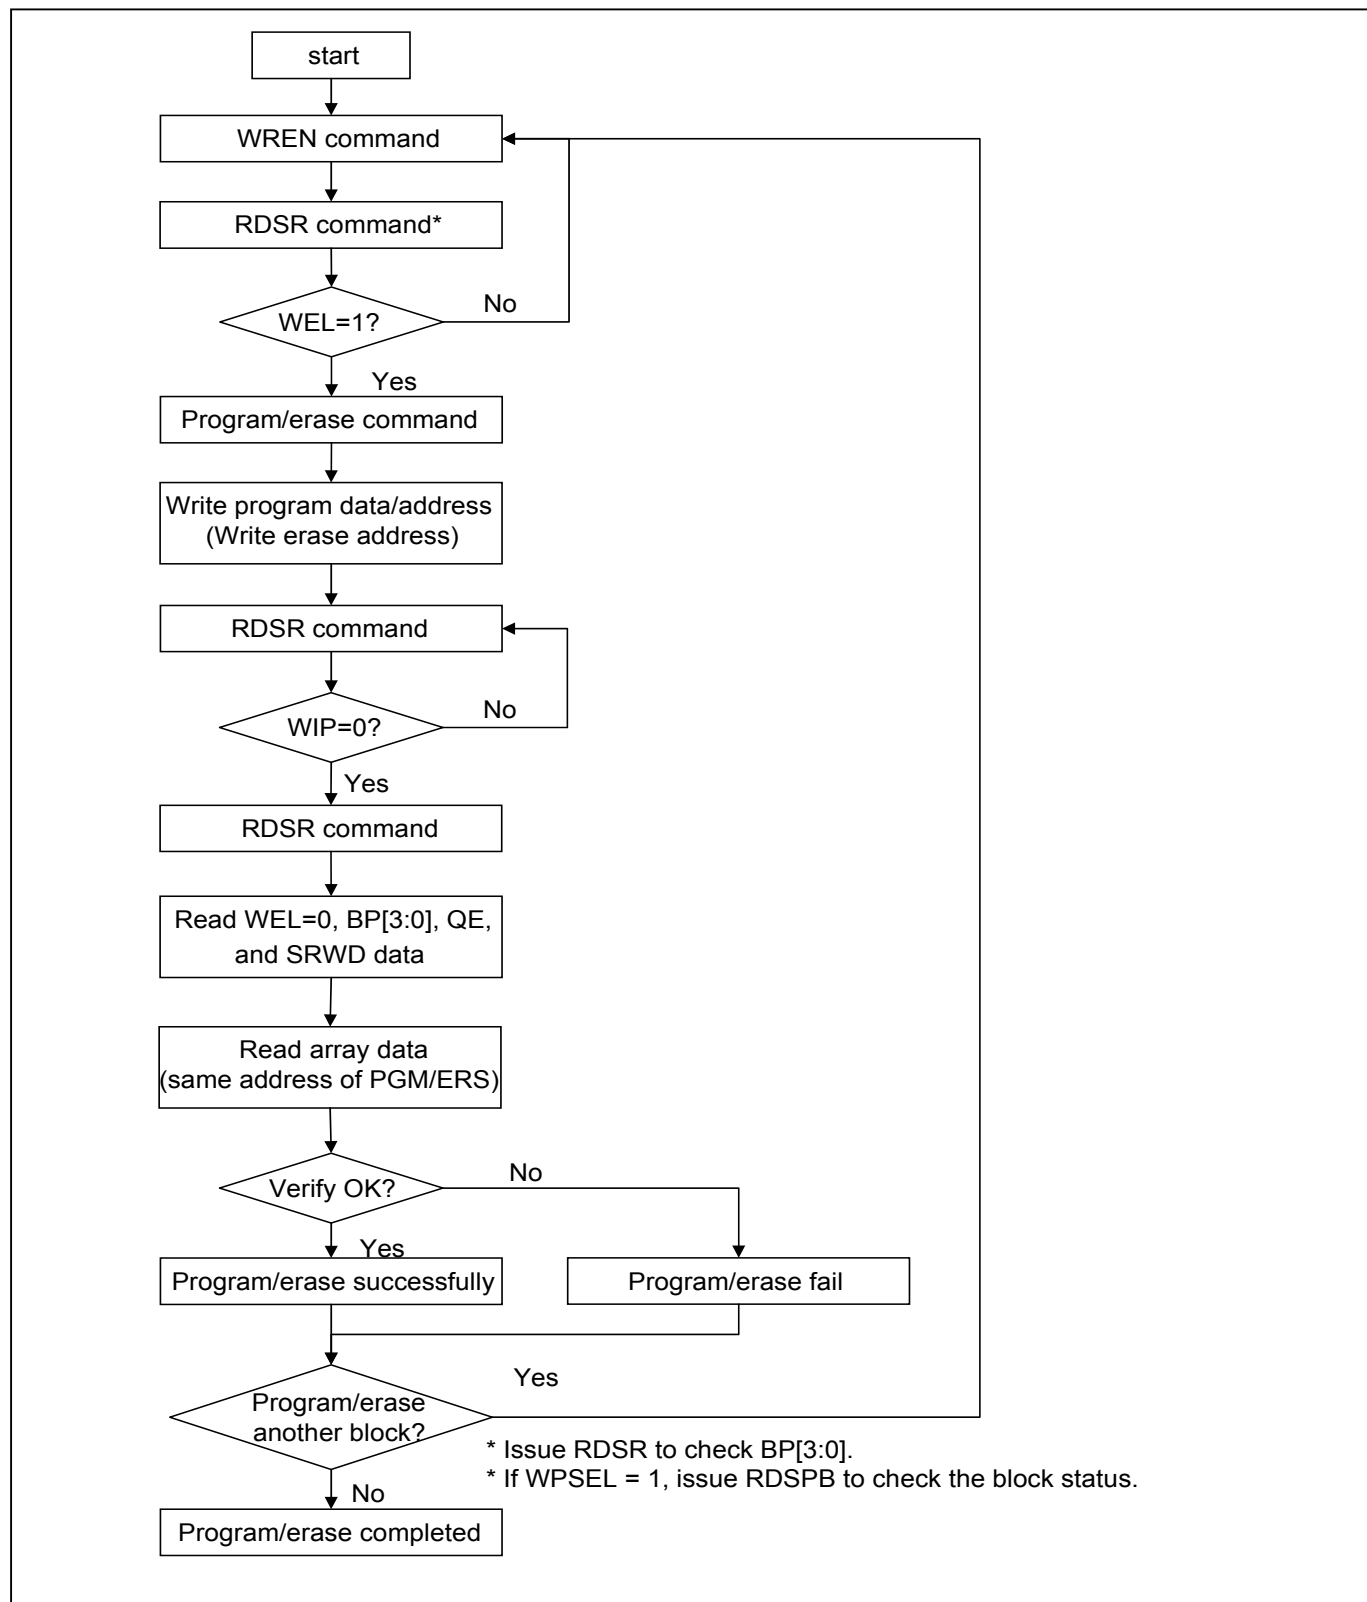 start
WREN command
RDSR command*
WEL=1?
No
Yes
Program/erase command
Write program data/address
(Write erase address)
RDSR command
WIP=0?
No
Yes
RDSR command
Read WEL=0, BP[3:0], QE,
and SRWD data
Read array data
(same address of PGM/ERS)
Verify OK?
No
Yes
Program/erase successfully
Program/erase fail
Program/erase
another block?
Yes
* Issue RDSR to check BP[3:0].
* If WPSEL = 1, issue RDSPB to check the block status.
No
Program/erase completed